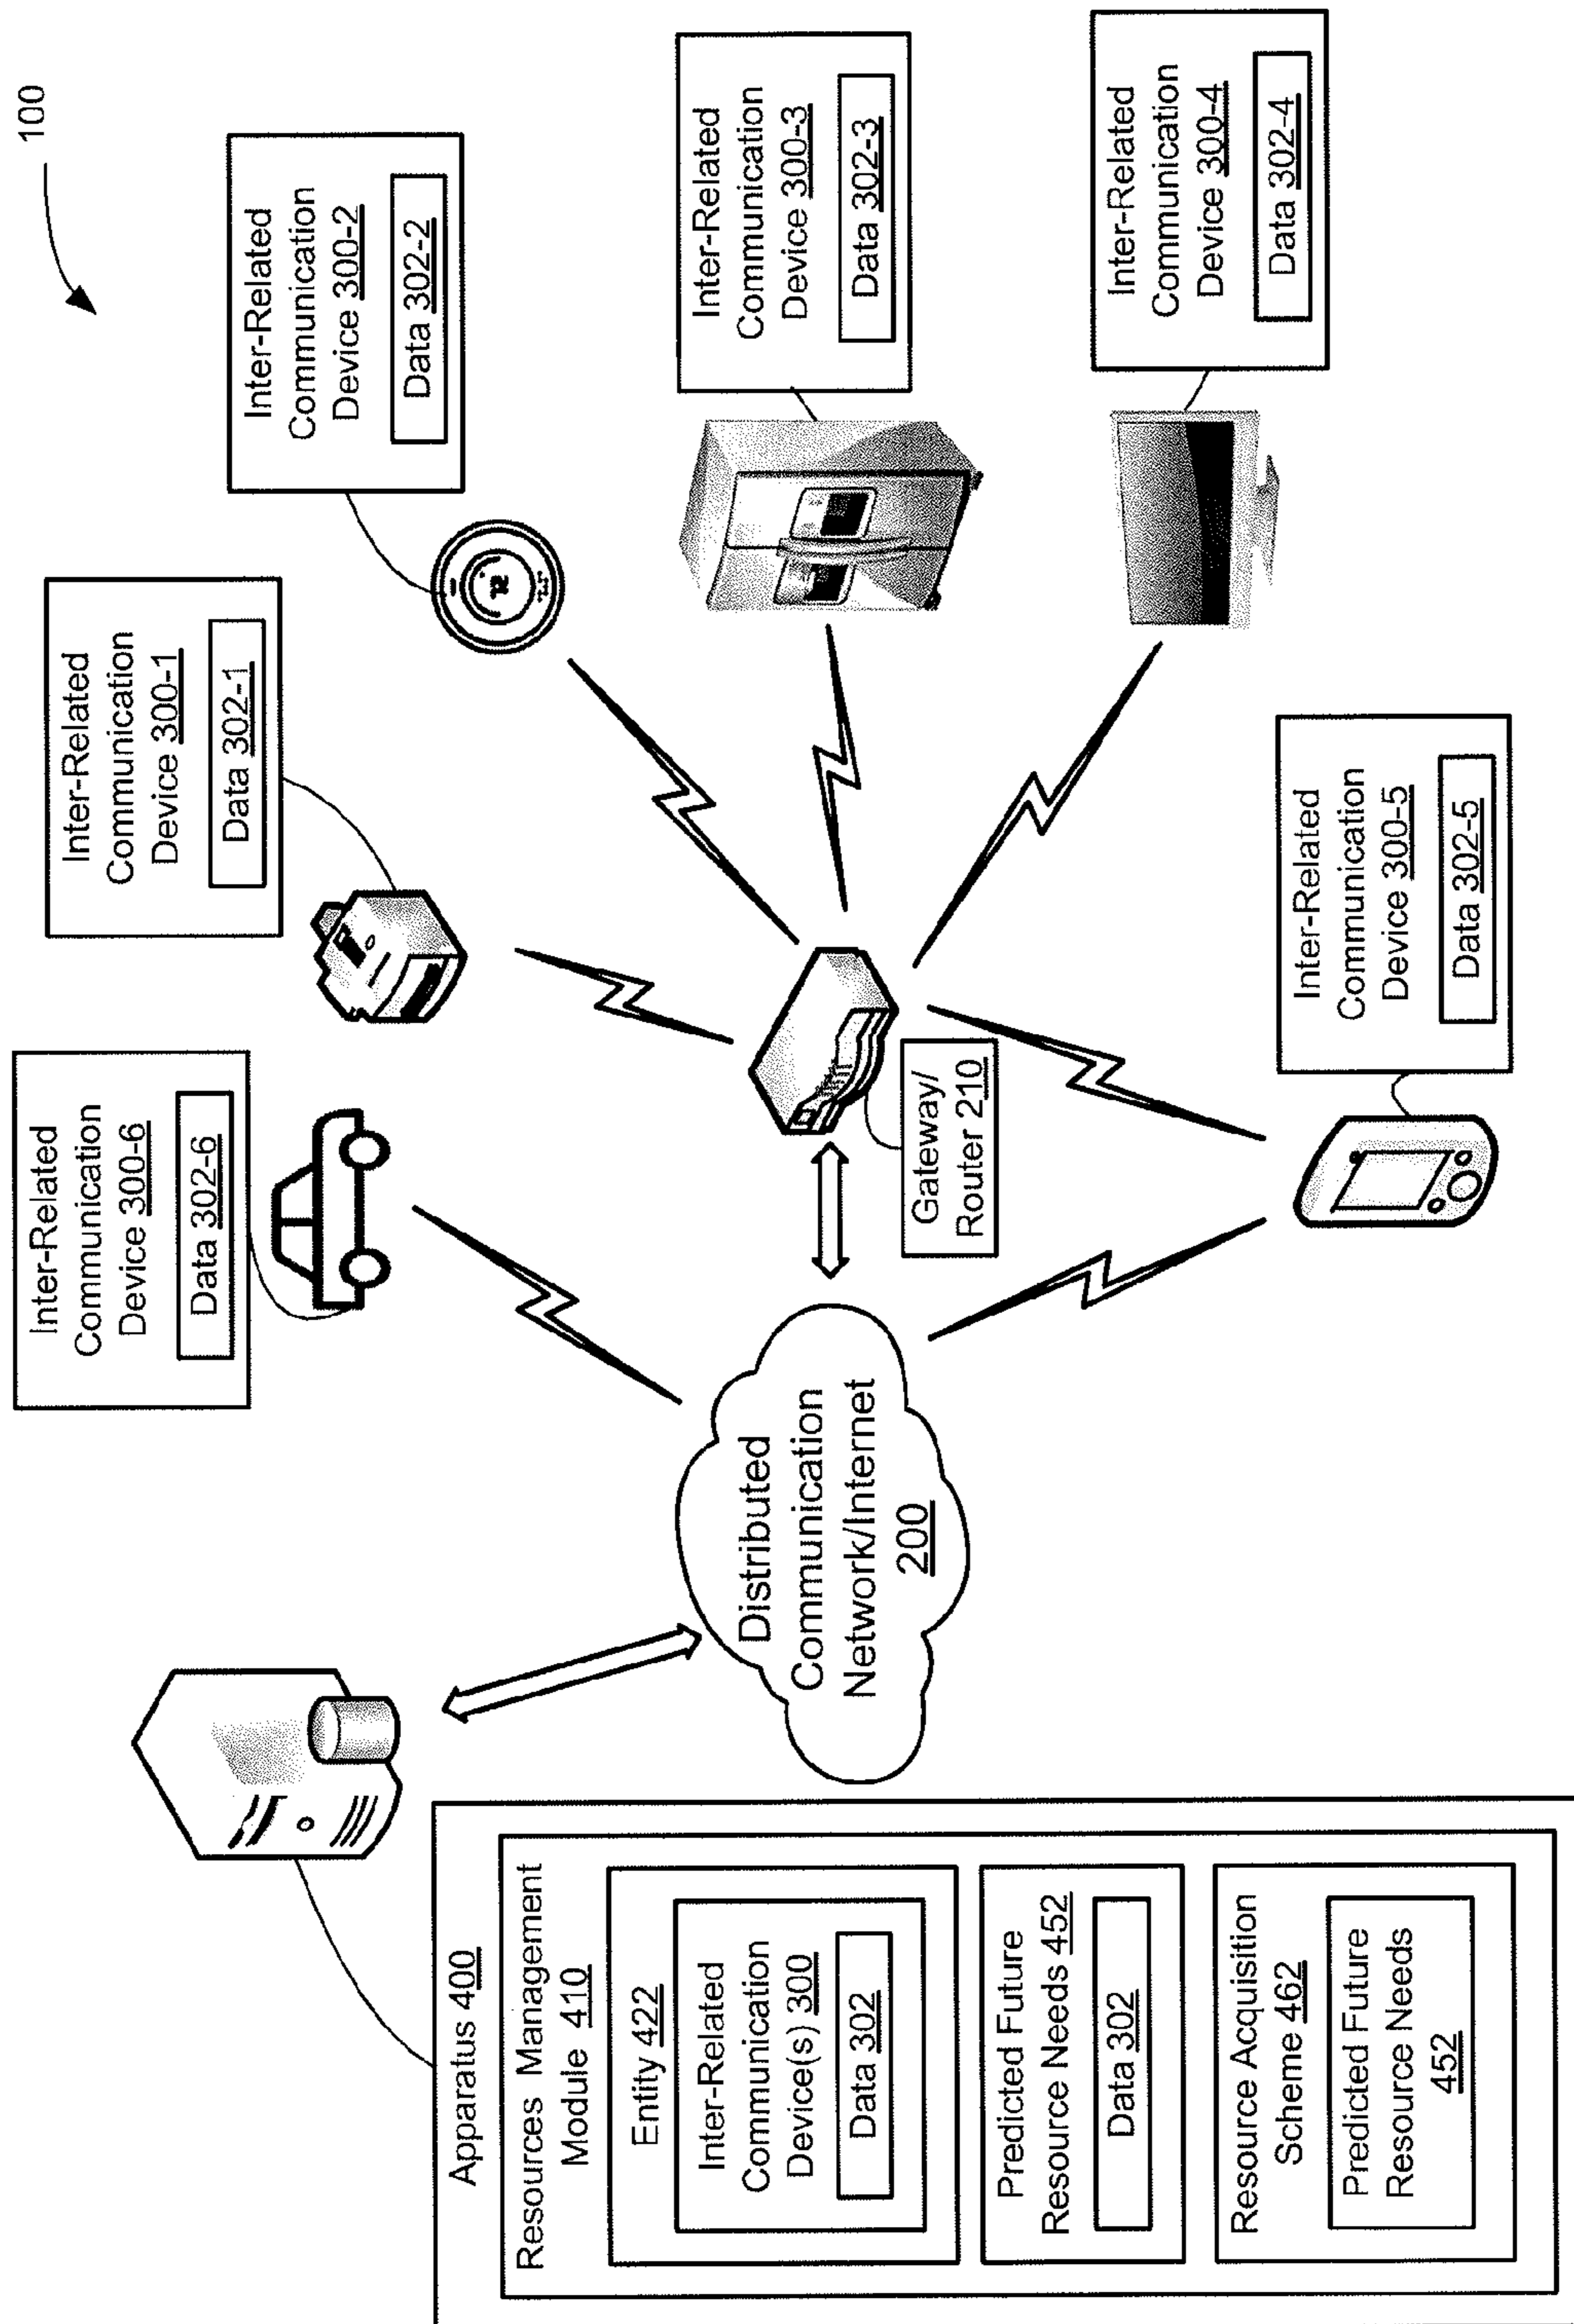 100
Inter-Related
Communication
Device 300-6
Data 302-6
Inter-Related
Communication
Device 300-1
Data 302-1
Inter-Related
Communication
Device 300-2
Data 302-2
Inter-Related
Communication
Device 300-3
Data 302-3
Inter-Related
Communication
Device 300-4
Data 302-4
Inter-Related
Communication
Device 300-5
Data 302-5
Gateway/
Router 210
Distributed
Communication
Network/Internet
200
Apparatus 400
Resources Management
Module 410
Entity 422
Inter-Related
Communication
Device(s) 300
Data 302
Predicted Future
Resource Needs 452
Data 302
Resource Acquisition
Scheme 462
Predicted Future
Resource Needs
452